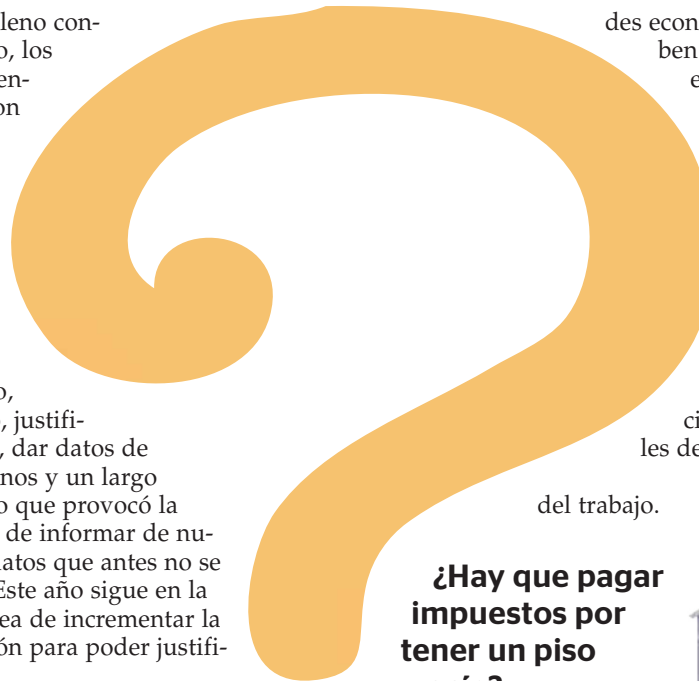 leno con-
o, los
en-
on
o,
, justifi-
, dar datos de
nos y un largo
o que provocó la
de informar de nu-
atos que antes no se
Este año sigue en la
ea de incrementar la
ón para poder justifi-
des econ
ben
e
ci
les de
del trabajo.
¿Hay que pagar
impuestos por
tener un piso